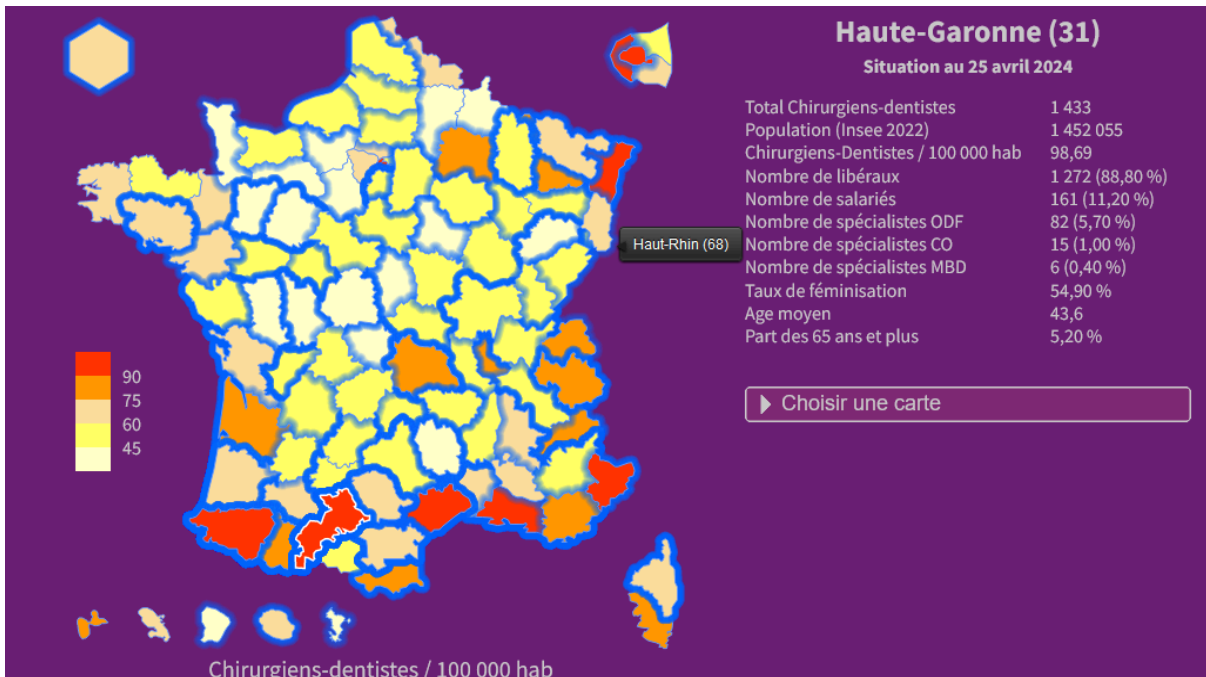 Haute-Garonne (31)
Situation au 25 avril 2024
Total Chirurgiens-dentistes 1 433
Population (Insee 2022) 1 452 055
Chirurgiens-Dentistes / 100 000 hab 98,69
Nombre de libéraux 1 272 (88,80 %)
Nombre de salariés 161 (11,20 %)
Nombre de spécialistes ODF 82 (5,70 %)
Nombre de spécialistes CO 15 (1,00 %)
Nombre de spécialistes MBD 6 (0,40 %)
Taux de féminisation 54,90 %
Age moyen 43,6
Part des 65 ans et plus 5,20 %
Choisir une carte
Haut-Rhin (68)
90
75
60
45
Chirurgiens-dentistes / 100 000 hab